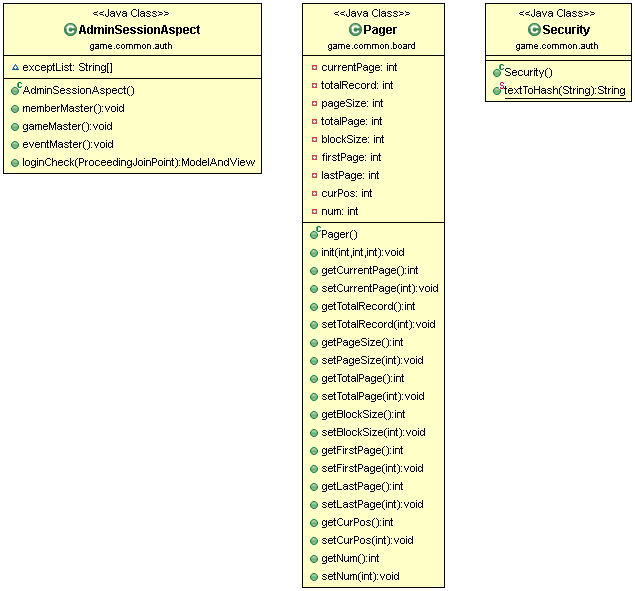 <<Java Class>>
AdminSessionAspect
game.common.auth
exceptList: String[]
AdminSessionAspect()
memberMaster():void
gameMaster():void
eventMaster():void
loginCheck(ProceedingJoinPoint):ModelAndView
<<Java Class>>
Pager
game.common.board
currentPage: int
totalRecord: int
pageSize: int
totalPage: int
blockSize: int
firstPage: int
lastPage: int
curPos: int
num: int
Pager()
init(int,int,int):void
getCurrentPage():int
setCurrentPage(int):void
getTotalRecord():int
setTotalRecord(int):void
getPageSize():int
setPageSize(int):void
getTotalPage():int
setTotalPage(int):void
getBlockSize():int
setBlockSize(int):void
getFirstPage():int
setFirstPage(int):void
getLastPage():int
setLastPage(int):void
getCurPos():int
setCurPos(int):void
getNum():int
setNum(int):void
<<Java Class>>
Security
game.common.auth
Security()
textToHash(String):String